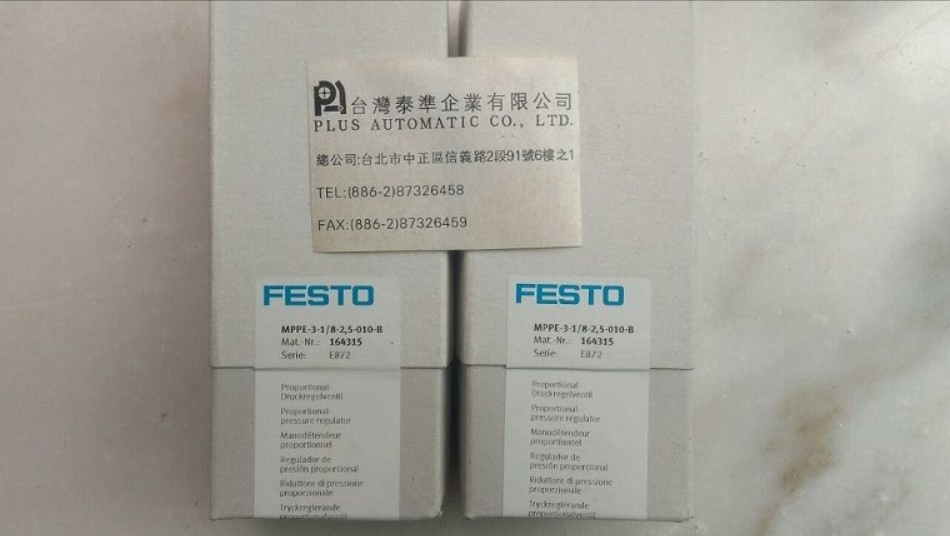 台灣泰準企業有限公司
PLUS AUTOMATIC CO., LTD.
總公司:台北市中正區信義路2段91號6樓之1
TEL:(886-2)87326458
FAX:(886-2)87326459
FESTO
MPPE-3-1/8-2,5-010-B
Mat.-Nr.: 164315
Serie: E872
Proportional-
Druckregelventil
Proportional-
pressure regulator
Manodétendeur
proportionnel
Regulador de
presión proporcional
Riduttore di pressione
proporzionale
Tryckreglerande
proportionalventil
FESTO
MPPE-3-1/8-2,5-010-B
Mat.-Nr.: 164315
Serie: E872
Proportional-
Druckregelventil
Proportional-
pressure regulator
Manodétendeur
proportionnel
Regulador de
presión proporcional
Riduttore di pressione
proporzionale
Tryckreglerande
proportionalventil